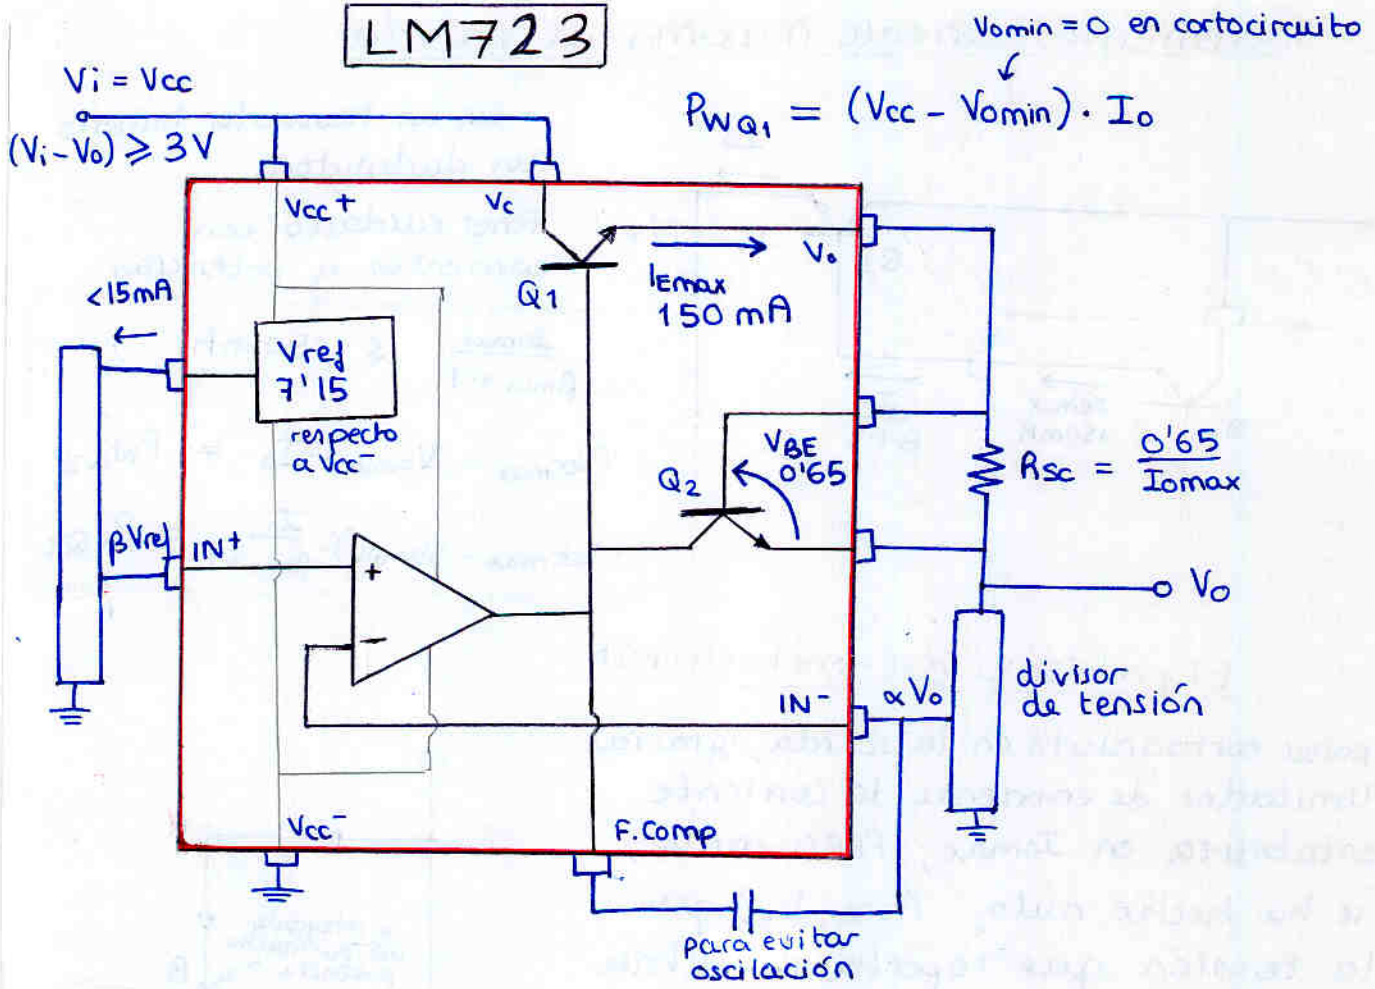 LM723
Vomin = 0 en cortocircuito
Vi = Vcc
PWQ1 = (Vcc - Vomin) · Io
(Vi - Vo) ⩾ 3V
Vcc+
Vc
Vo
Q1
IEmax
150 mA
<15mA
Vref
7'15
respecto
a Vcc-
VBE
0'65
Q2
Rsc = 0'65 / Iomax
βVref
IN+
+
-
Vo
IN-
αVo
divisor
de tensión
Vcc-
F.Comp
para evitar
oscilación